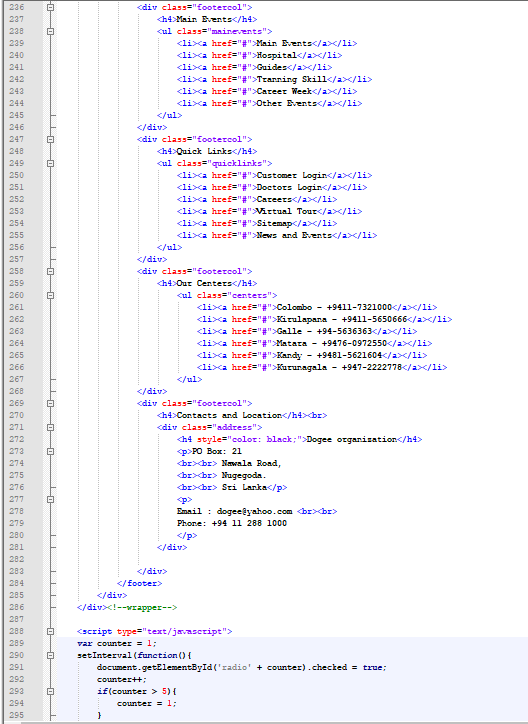 236 <div class="footercol">
237 <h4>Main Events</h4>
238 <ul class="mainevents">
239 <li><a href="#">Main Events</a></li>
240 <li><a href="#">Hospital</a></li>
241 <li><a href="#">Guides</a></li>
242 <li><a href="#">Tranning Skill</a></li>
243 <li><a href="#">Career Week</a></li>
244 <li><a href="#">Other Events</a></li>
245 </ul>
246 </div>
247 <div class="footercol">
248 <h4>Quick Links</h4>
249 <ul class="quicklinks">
250 <li><a href="#">Customer Login</a></li>
251 <li><a href="#">Doctors Login</a></li>
252 <li><a href="#">Careers</a></li>
253 <li><a href="#">Virtual Tour</a></li>
254 <li><a href="#">Sitemap</a></li>
255 <li><a href="#">News and Events</a></li>
256 </ul>
257 </div>
258 <div class="footercol">
259 <h4>Our Centers</h4>
260 <ul class="centers">
261 <li><a href="#">Colombo - +9411-7321000</a></li>
262 <li><a href="#">Kirulapana - +9411-5650666</a></li>
263 <li><a href="#">Galle - +94-5636363</a></li>
264 <li><a href="#">Matara - +9476-0972550</a></li>
265 <li><a href="#">Kandy - +9481-5621604</a></li>
266 <li><a href="#">Kurunagala - +947-2222778</a></li>
267 </ul>
268 </div>
269 <div class="footercol">
270 <h4>Contacts and Location</h4><br>
271 <div class="address">
272 <h4 style="color: black;">Dogee organization</h4>
273 <p>PO Box: 21
274 <br><br> Nawala Road,
275 <br><br> Nugegoda.
276 <br><br> Sri Lanka</p>
277 <p>
278 Email : dogee@yahoo.com <br><br>
279 Phone: +94 11 288 1000
280 </p>
281 </div>
282
283 </div>
284 </footer>
285 </div>
286 </div><!--wrapper-->
287
288 <script type="text/javascript">
289 var counter = 1;
290 setInterval(function(){
291 document.getElementById('radio' + counter).checked = true;
292 counter++;
293 if(counter > 5){
294 counter = 1;
295 }